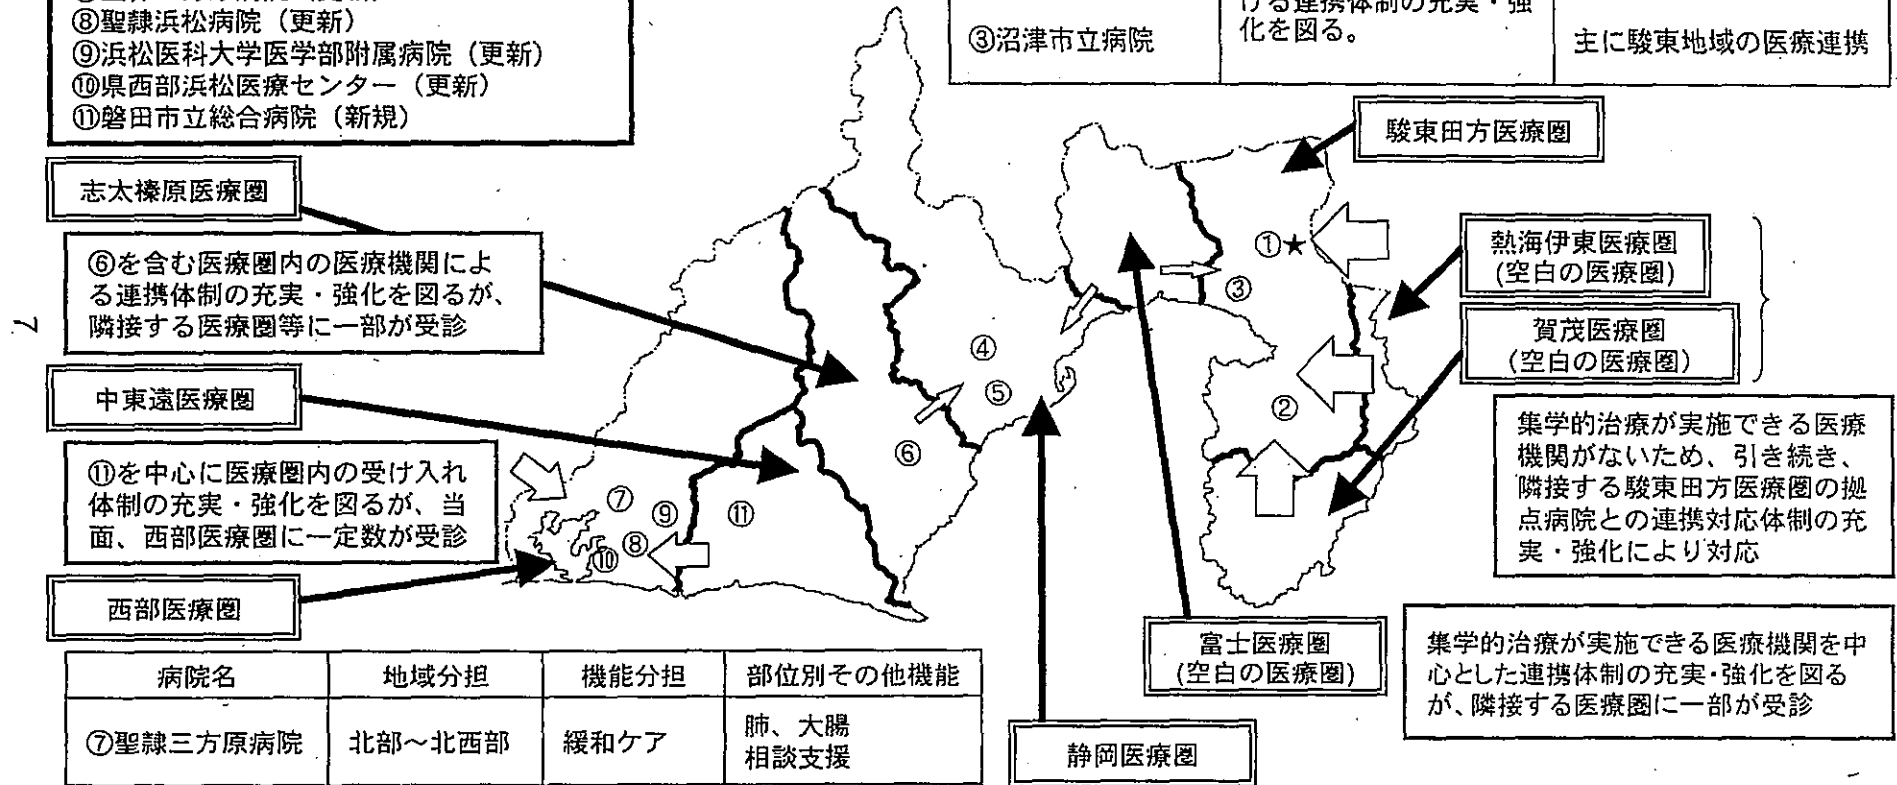 ⑧聖隷浜松病院（更新）
⑨浜松医科大学医学部附属病院（更新）
⑩県西部浜松医療センター（更新）
⑪磐田市立総合病院（新規）
③沼津市立病院
ける連携体制の充実・強
化を図る。
主に駿東地域の医療連携
駿東田方医療圏
志太榛原医療圏
⑥を含む医療圏内の医療機関によ
る連携体制の充実・強化を図るが、
隣接する医療圏等に一部が受診
中東遠医療圏
⑪を中心に医療圏内の受け入れ
体制の充実・強化を図るが、当
面、西部医療圏に一定数が受診
西部医療圏
①★
③
④
⑤
②
⑥
⑦
⑨
⑪
⑧
⑩
熱海伊東医療圏
(空白の医療圏)
賀茂医療圏
(空白の医療圏)
集学的治療が実施できる医療
機関がないため、引き続き、
隣接する駿東田方医療圏の拠
点病院との連携対応体制の充
実・強化により対応
富士医療圏
(空白の医療圏)
集学的治療が実施できる医療機関を中
心とした連携体制の充実・強化を図る
が、隣接する医療圏に一部が受診
静岡医療圏
病院名 地域分担 機能分担 部位別その他機能
⑦聖隷三方原病院 北部～北西部 緩和ケア 肺、大腸
相談支援
7